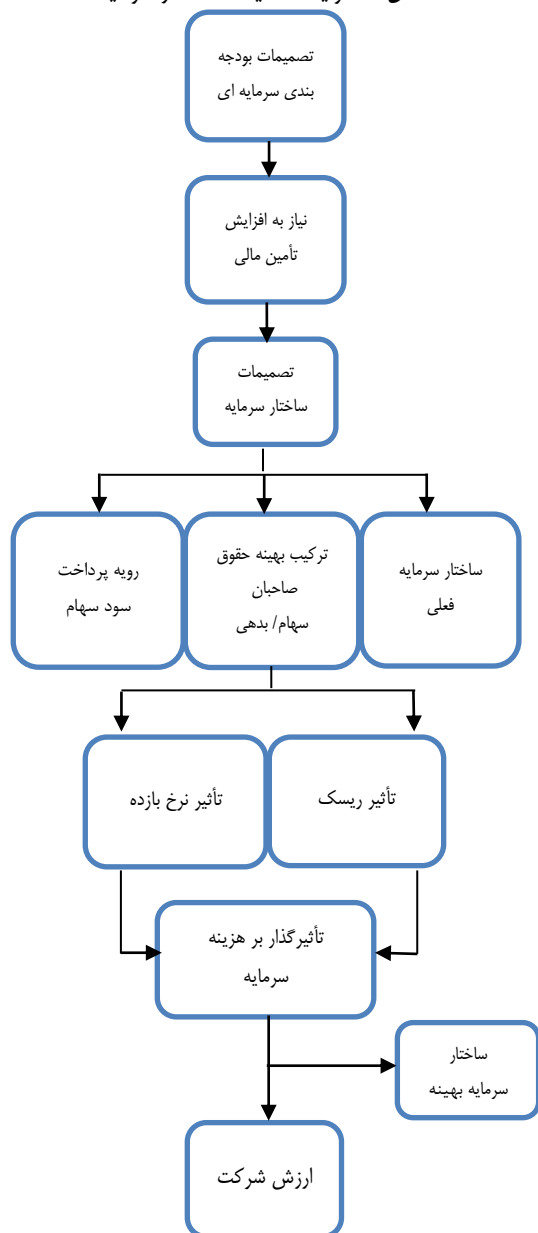 تصمیمات بودجه
بندی سرمایه ای
نیاز به افزایش
تأمین مالی
تصمیمات
ساختار سرمایه
ساختار سرمایه
فعلی
ترکیب بهینه حقوق
صاحبان
سهام/ بدهی
رویه پرداخت
سود سهام
تأثیر ریسک
تأثیر نرخ بازده
تأثیرگذار بر هزینه
سرمایه
ساختار
سرمایه بهینه
ارزش شرکت